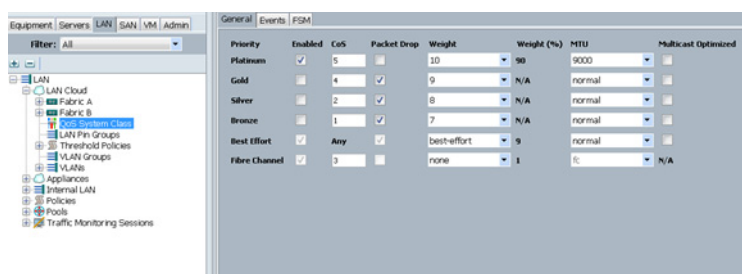 Equipment Servers LAN SAN VM Admin
Filter: All
LAN
LAN Cloud
Fabric A
Fabric B
QoS System Class
LAN Pin Groups
Threshold Policies
VLAN Groups
VLANs
Appliances
Internal LAN
Policies
Pools
Traffic Monitoring Sessions
General Events FSM
Priority Enabled CoS Packet Drop Weight Weight (%) MTU Multicast Optimized
Platinum 5 10 90 9000
Gold 4 9 N/A normal
Silver 2 8 N/A normal
Bronze 1 7 N/A normal
Best Effort Any best-effort 9 normal
Fibre Channel 3 none 1 fc N/A